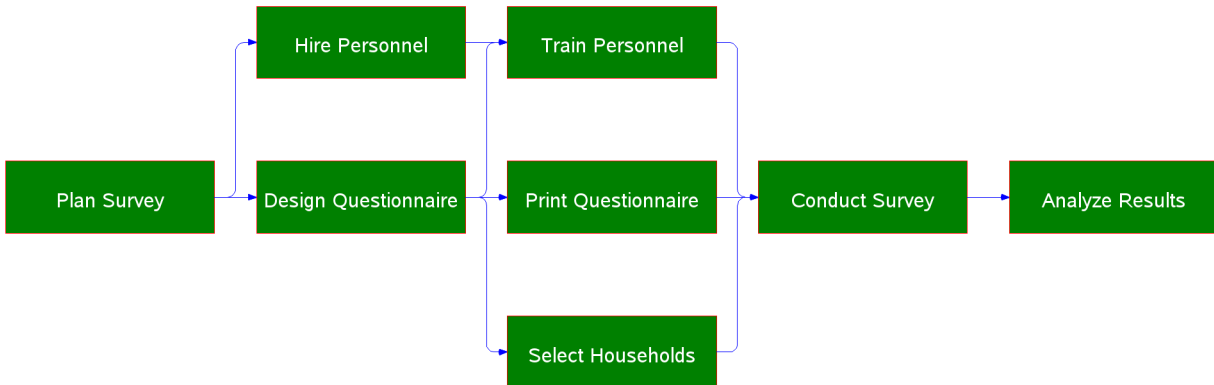 Hire Personnel
Train Personnel
Plan Survey
Design Questionnaire
Print Questionnaire
Conduct Survey
Analyze Results
Select Households